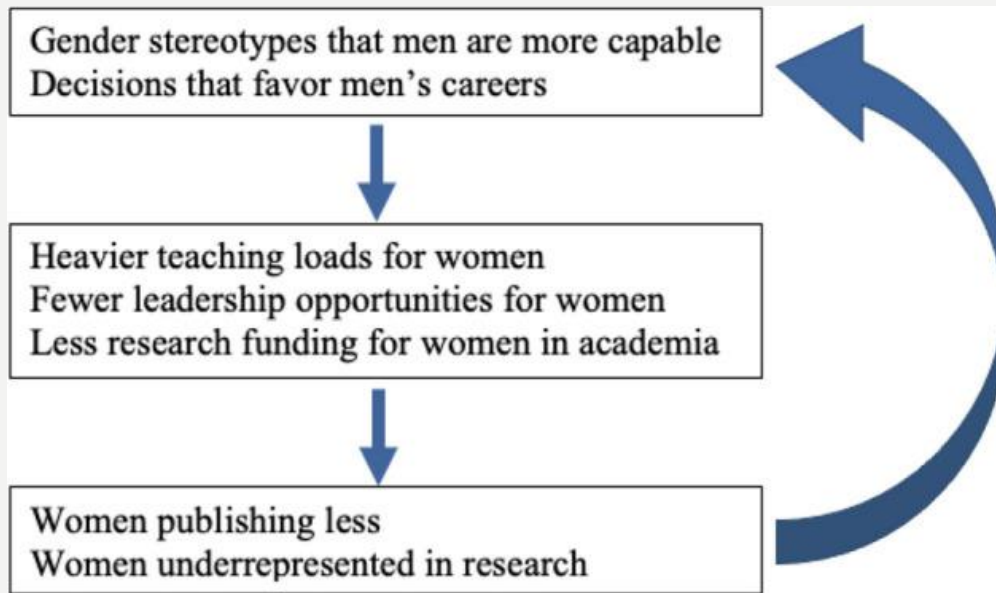 Gender stereotypes that men are more capable
Decisions that favor men’s careers
Heavier teaching loads for women
Fewer leadership opportunities for women
Less research funding for women in academia
Women publishing less
Women underrepresented in research